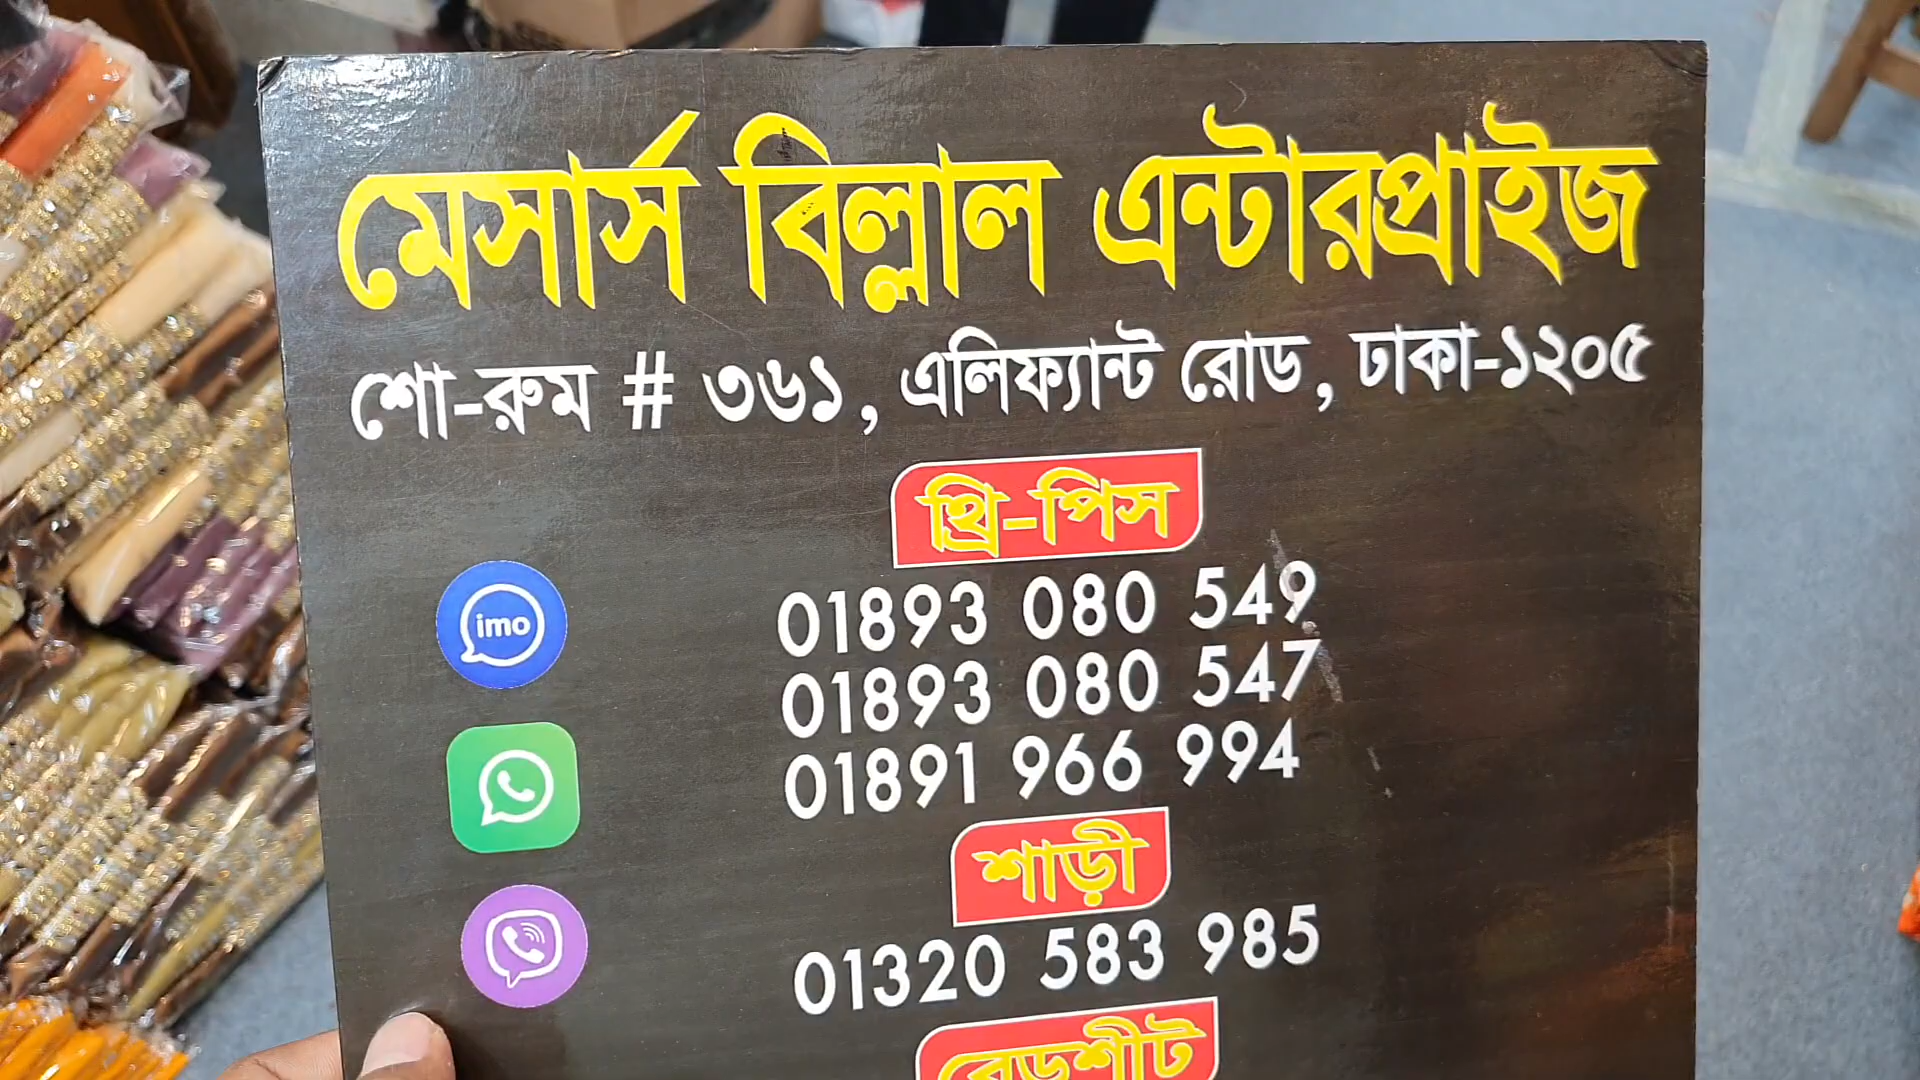 মেসার্স বিল্লাল এন্টারপ্রাইজ
শো-রুম # ৩৬১, এলিফ্যান্ট রোড, ঢাকা-১২০৫
থ্রি-পিস
imo
01893 080 549
01893 080 547
01891 966 994
শাড়ী
01320 583 985
বেডশীট